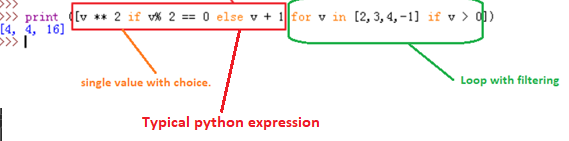 >>> print ([v ** 2 if v% 2 == 0 else v + 1 for v in [2,3,4,-1] if v > 0])
[4, 4, 16]
>>>
single value with choice.
Loop with filtering
Typical python expression